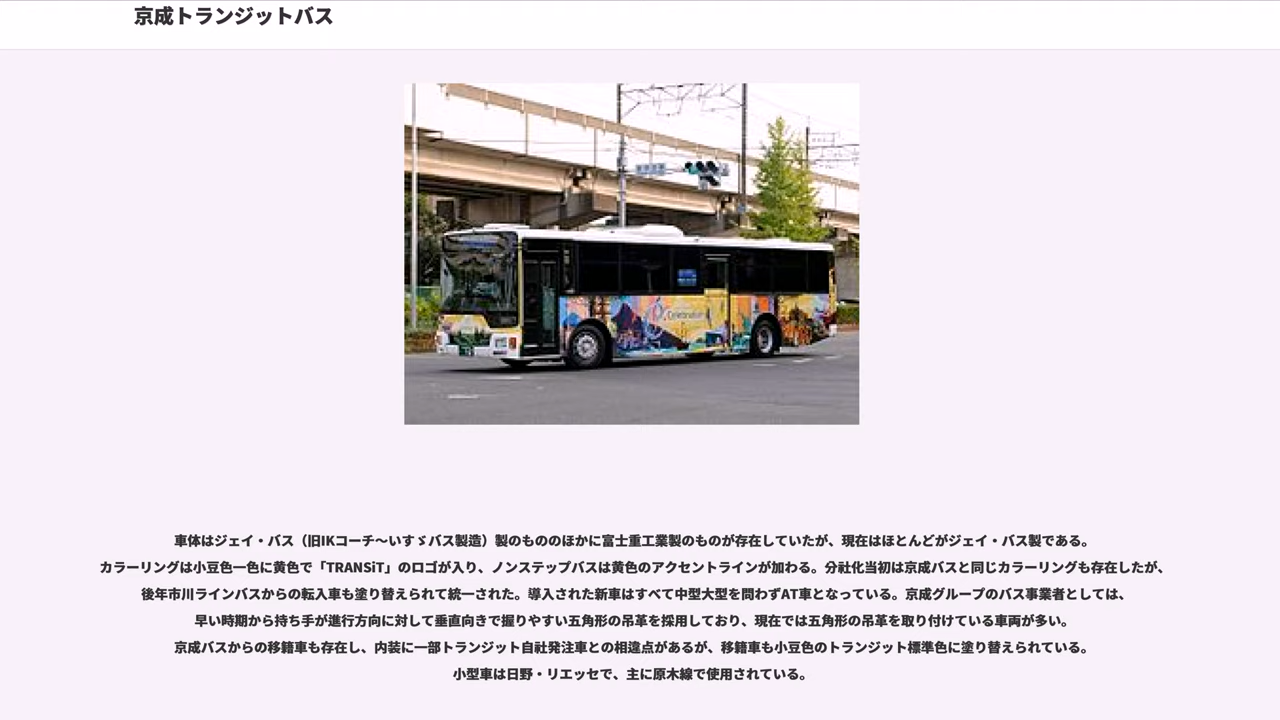 京成トランジットバス
Celebration
車体はジェイ・バス（旧IKコーチ～いすゞバス製造）製のもののほかに富士重工業製のものが存在していたが、現在はほとんどがジェイ・バス製である。
カラーリングは小豆色一色に黄色で「TRANSiT」のロゴが入り、ノンステップバスは黄色のアクセントラインが加わる。分社化当初は京成バスと同じカラーリングも存在したが、
後年市川ラインバスからの転入車も塗り替えられて統一された。導入された新車はすべて中型大型を問わずAT車となっている。京成グループのバス事業者としては、
早い時期から持ち手が進行方向に対して垂直向きで握りやすい五角形の吊革を採用しており、現在では五角形の吊革を取り付けている車両が多い。
京成バスからの移籍車も存在し、内装に一部トランジット自社発注車との相違点があるが、移籍車も小豆色のトランジット標準色に塗り替えられている。
小型車は日野・リエッセで、主に原木線で使用されている。